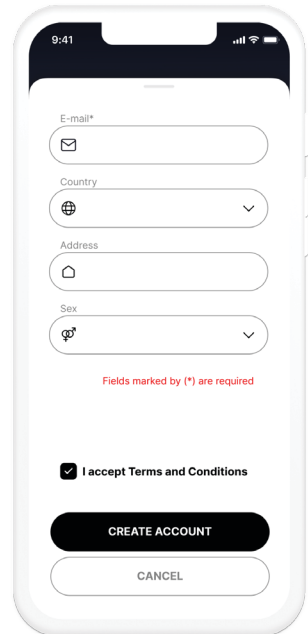 9:41
E-mail*
Country
Address
Sex
Fields marked by (*) are required
I accept Terms and Conditions
CREATE ACCOUNT
CANCEL